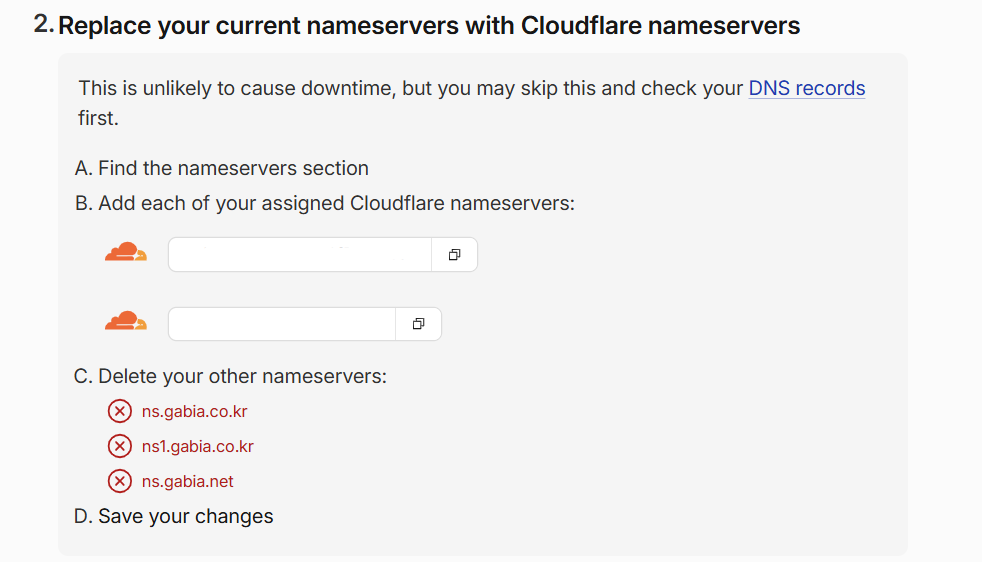 2. Replace your current nameservers with Cloudflare nameservers
This is unlikely to cause downtime, but you may skip this and check your DNS records
first.
A. Find the nameservers section
B. Add each of your assigned Cloudflare nameservers:
C. Delete your other nameservers:
ns.gabia.co.kr
ns1.gabia.co.kr
ns.gabia.net
D. Save your changes